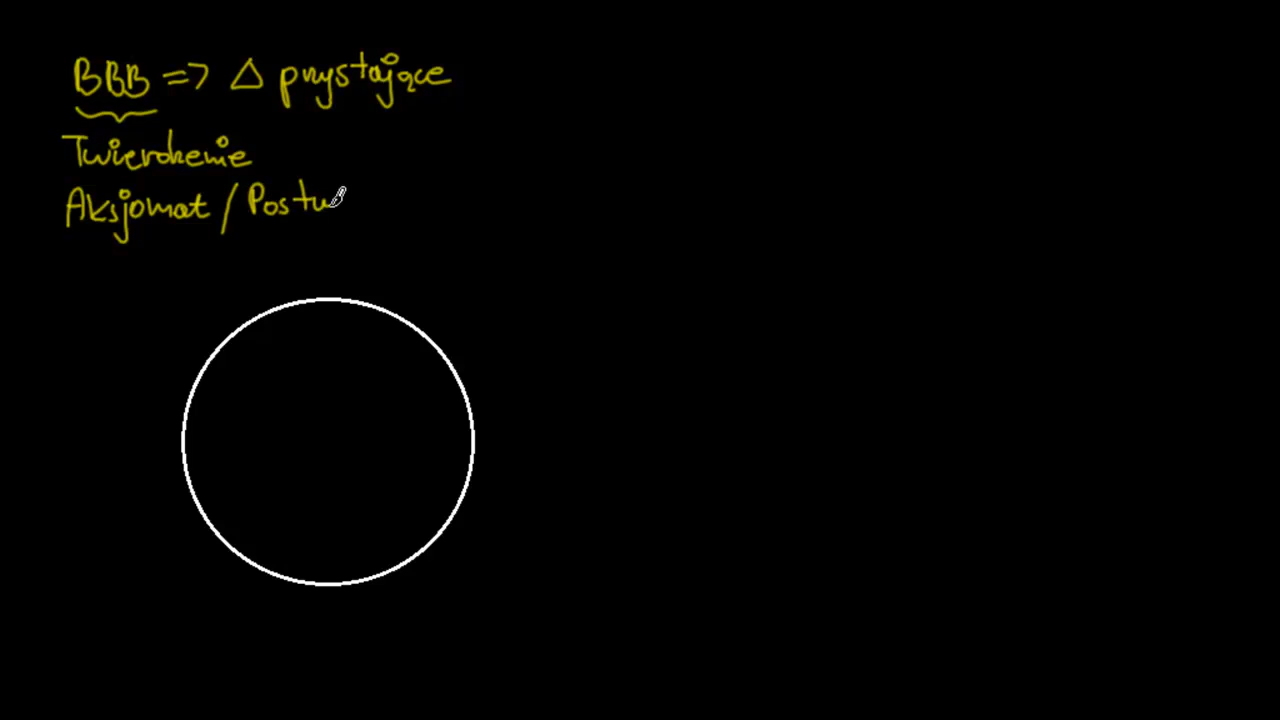 BBB => △ przystające
Twierdzenie
Aksjomat / Postu